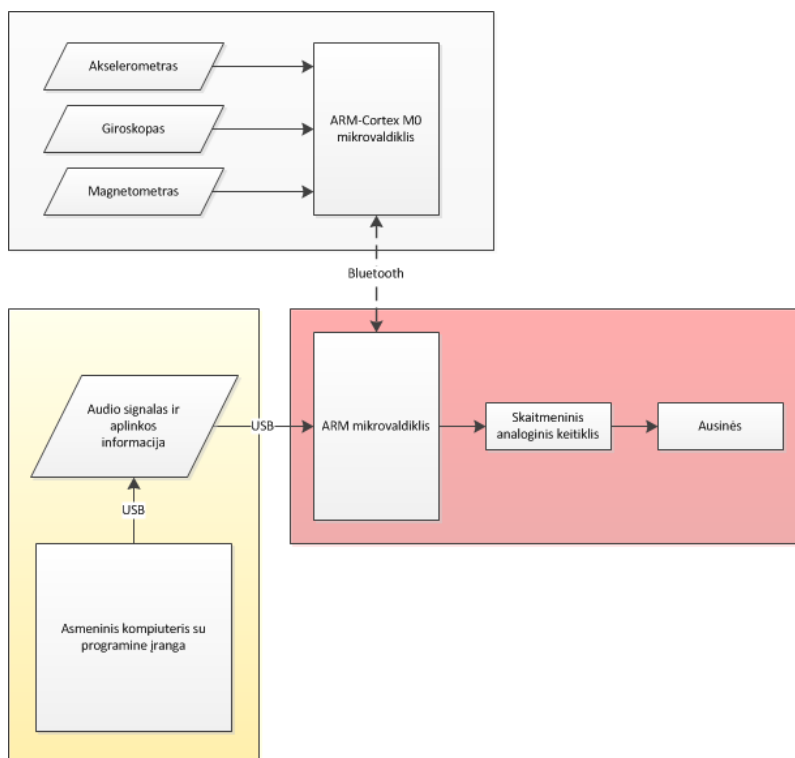 Akselerometras
Giroskopas
Magnetometras
ARM-Cortex M0
mikrovaldiklis
Bluetooth
Audio signalas ir
aplinkos
informacija
USB
USB
Asmeninis kompiuteris su
programine įranga
ARM mikrovaldiklis
Skaitmeninis
analoginis keitiklis
Ausinės